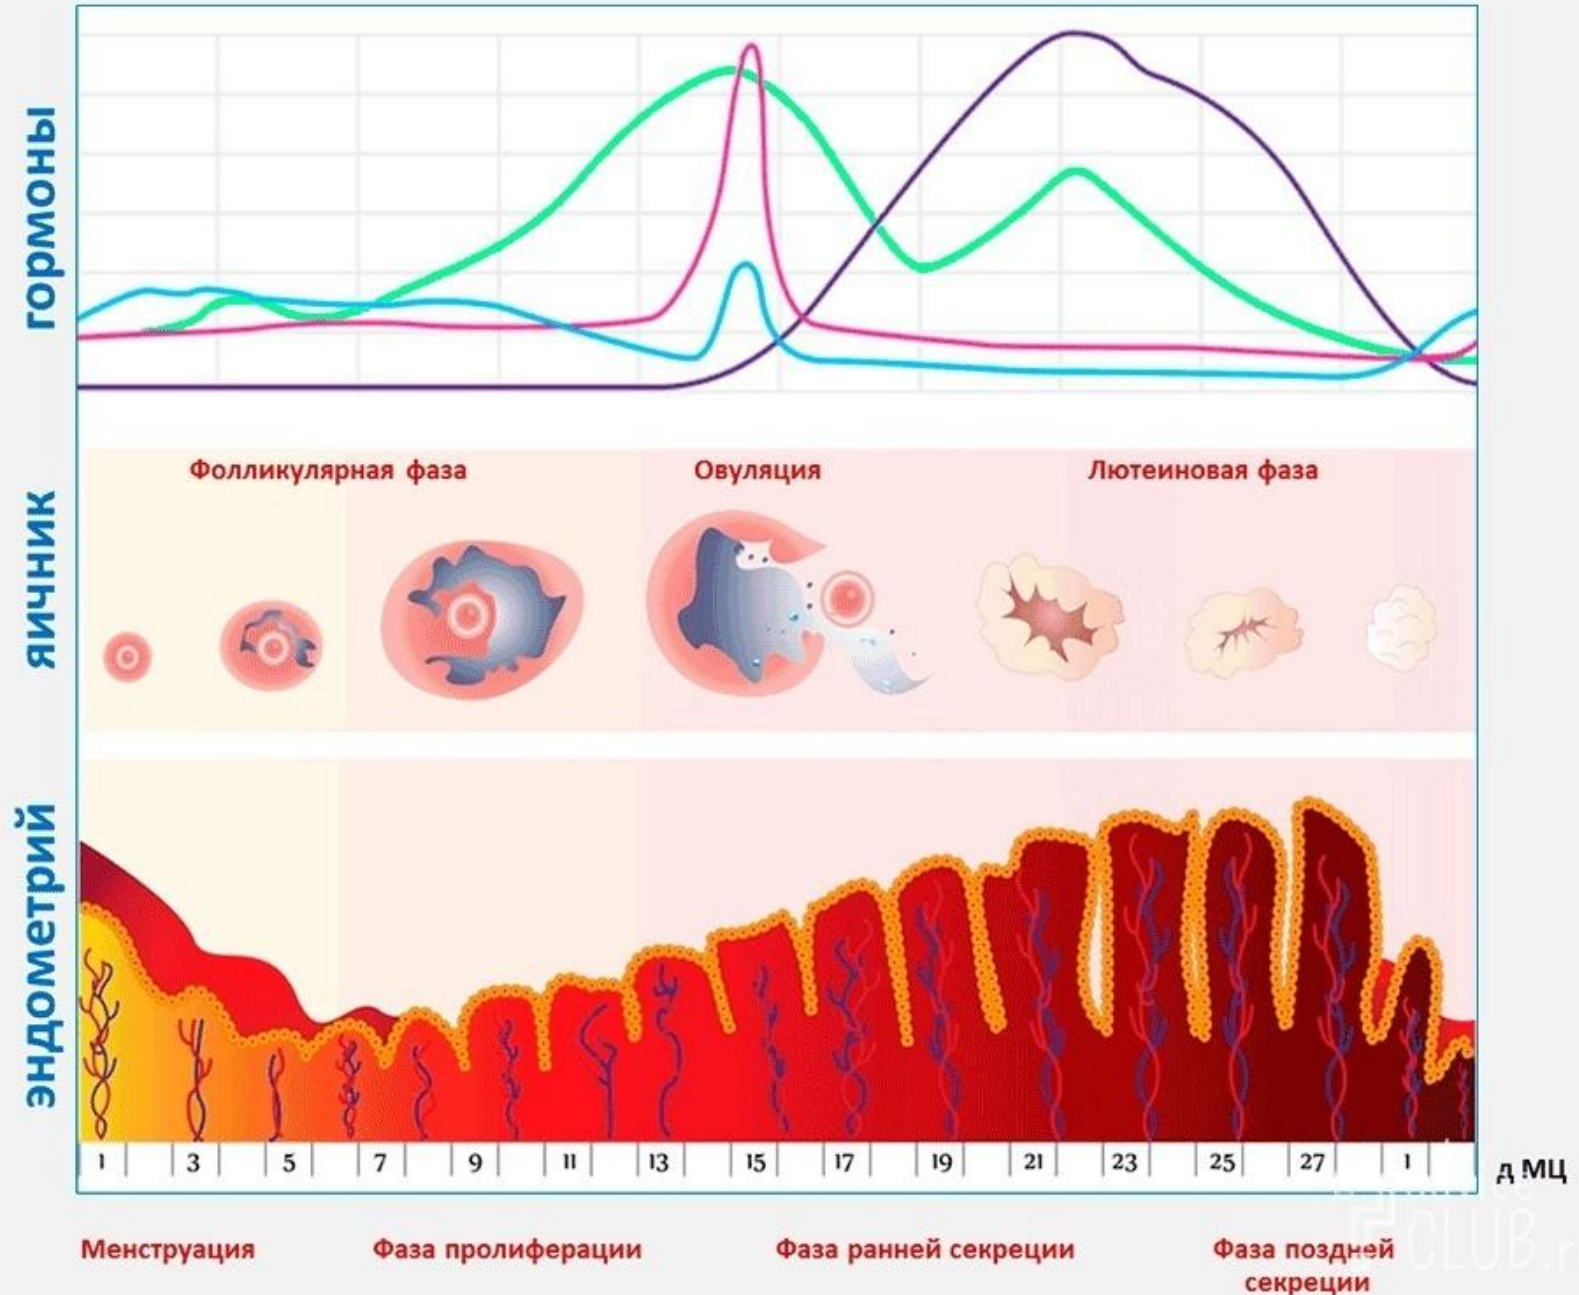 ГОРМОНЫ
Фолликулярная фаза
Овуляция
Лютеиновая фаза
ЯИЧНИК
ЭНДОМЕТРИЙ
1 3 5 7 9 11 13 15 17 19 21 23 25 27 1 д МЦ
Менструация
Фаза пролиферации
Фаза ранней секреции
Фаза поздней
секреции
CLUB.r